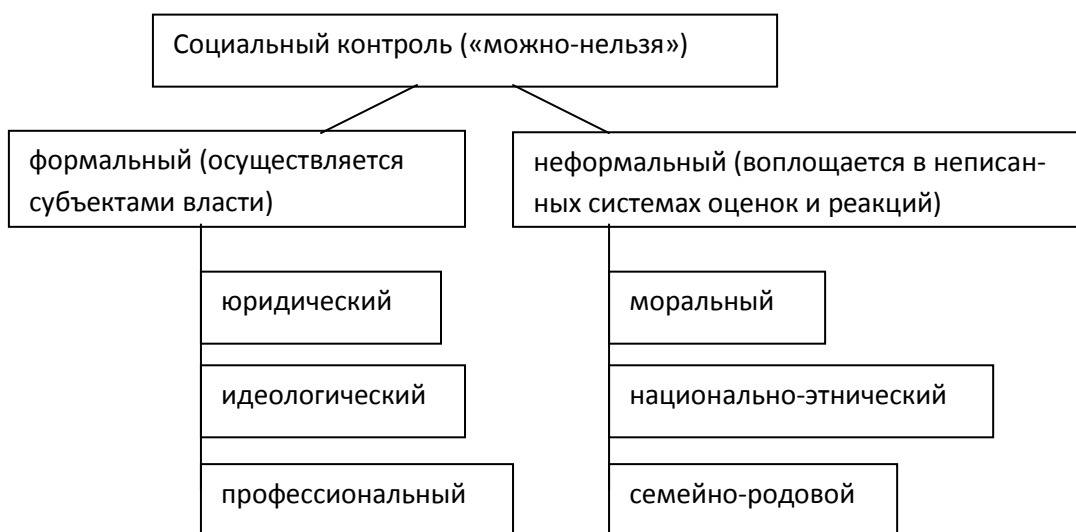 Социальный контроль («можно-нельзя»)
формальный (осуществляется
субъектами власти)
неформальный (воплощается в неписан-
ных системах оценок и реакций)
юридический
моральный
идеологический
национально-этнический
профессиональный
семейно-родовой